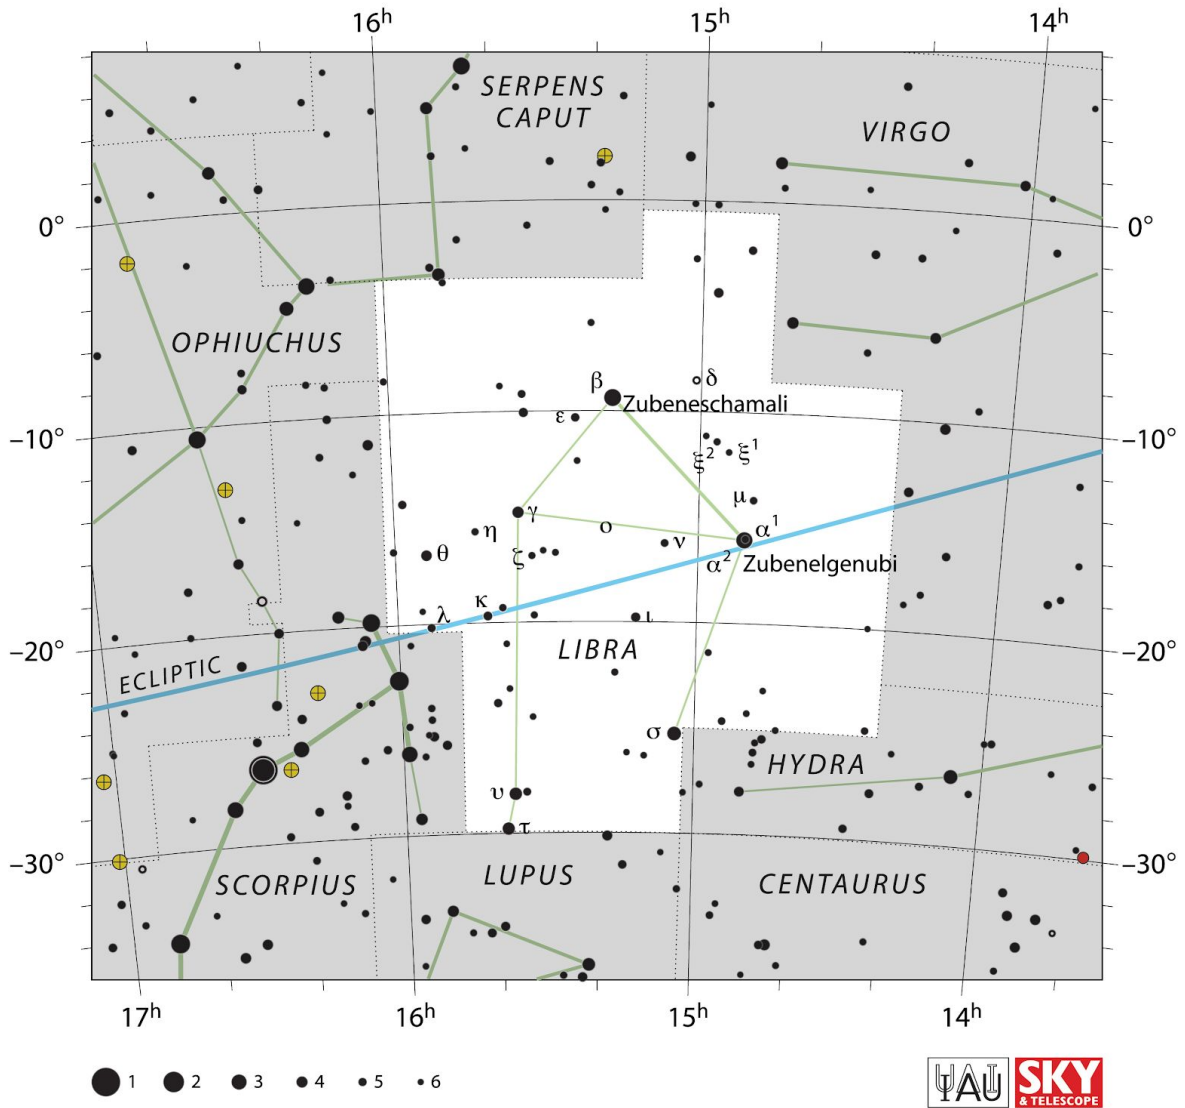 16h 15h 14h
SERPENS
CAPUT
VIRGO
0° 0°
OPHIUCHUS
β δ
Zubeneschamali
ε
−10° −10°
ξ2 ξ1
μ
γ ο α1
η ν
θ ζ α2 Zubenelgenubi
κ
λ ι
LIBRA
−20° −20°
ECLIPTIC
σ
HYDRA
υ
τ
−30° −30°
SCORPIUS LUPUS CENTAURUS
17h 16h 15h 14h
1 2 3 4 5 6
IAU
SKY
& TELESCOPE